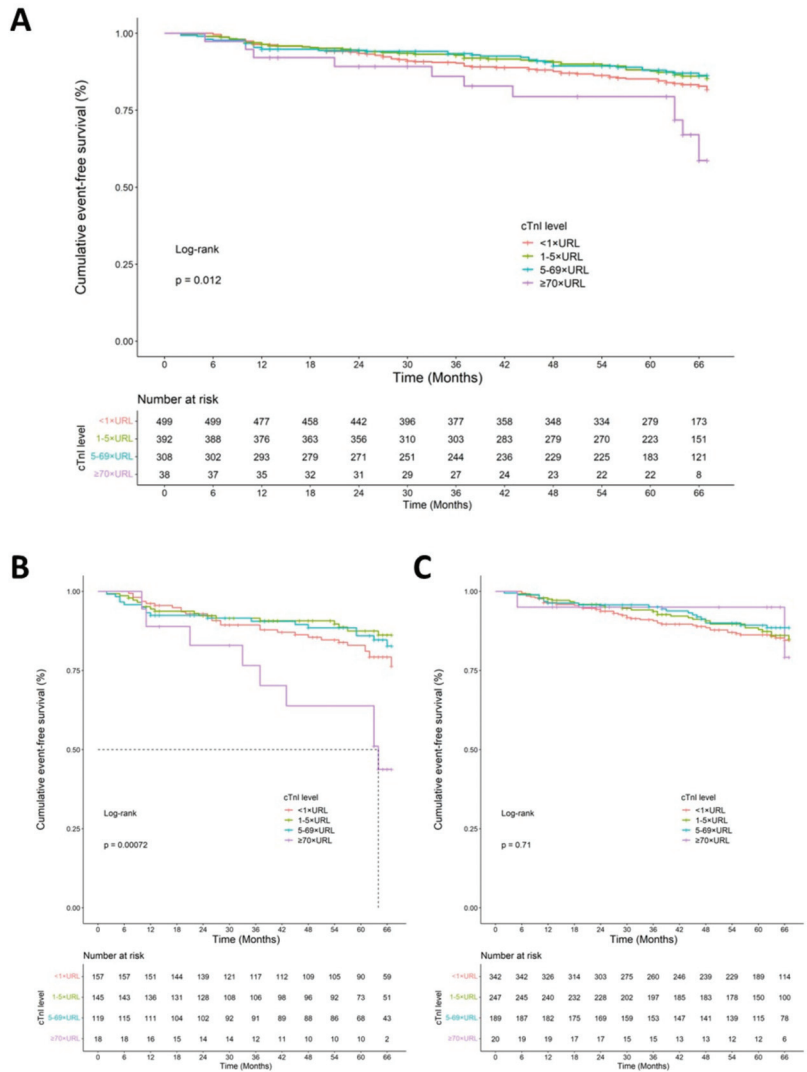 A
Cumulative event-free survival (%)
1.00
0.75
0.50
0.25
0.00
Log-rank
p = 0.012
cTnI level
<1×URL
1-5×URL
5-69×URL
≥70×URL
0 6 12 18 24 30 36 42 48 54 60 66
Time (Months)
Number at risk
cTnI level
<1×URL 499 499 477 458 442 396 377 358 348 334 279 173
1-5×URL 392 388 376 363 356 310 303 283 279 270 223 151
5-69×URL 308 302 293 279 271 251 244 236 229 225 183 121
≥70×URL 38 37 35 32 31 29 27 24 23 22 22 8
0 6 12 18 24 30 36 42 48 54 60 66
Time (Months)
B
Cumulative event-free survival (%)
1.00
0.75
0.50
0.25
0.00
Log-rank
p = 0.00072
cTnI level
<1×URL
1-5×URL
5-69×URL
≥70×URL
0 6 12 18 24 30 36 42 48 54 60 66
Time (Months)
Number at risk
cTnI level
<1×URL 157 157 151 144 139 121 117 112 109 105 90 59
1-5×URL 145 143 136 131 128 108 106 98 96 92 73 51
5-69×URL 119 115 111 104 102 92 91 89 88 86 68 43
≥70×URL 18 18 16 15 14 14 12 11 10 10 10 2
0 6 12 18 24 30 36 42 48 54 60 66
Time (Months)
C
Cumulative event-free survival (%)
1.00
0.75
0.50
0.25
0.00
Log-rank
p = 0.71
cTnI level
<1×URL
1-5×URL
5-69×URL
≥70×URL
0 6 12 18 24 30 36 42 48 54 60 66
Time (Months)
Number at risk
cTnI level
<1×URL 342 342 326 314 303 275 260 246 239 229 189 114
1-5×URL 247 245 240 232 228 202 197 185 183 178 150 100
5-69×URL 189 187 182 175 169 159 153 147 141 139 115 78
≥70×URL 20 19 19 17 17 15 15 13 13 12 12 6
0 6 12 18 24 30 36 42 48 54 60 66
Time (Months)